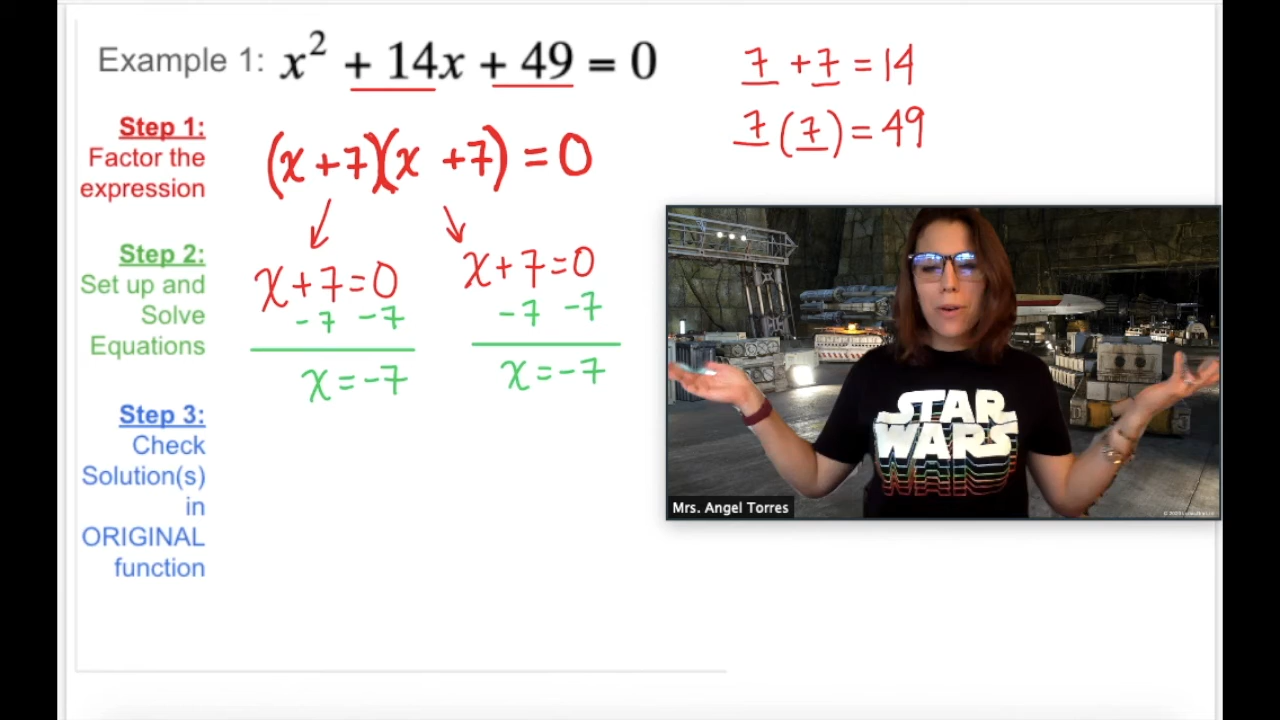 Example 1: x² + 14x + 49 = 0
7 + 7 = 14
7 (7) = 49
Step 1:
Factor the
expression
(x + 7)(x + 7) = 0
Step 2:
Set up and
Solve
Equations
x + 7 = 0
x + 7 = 0
- 7 - 7
- 7 - 7
x = -7
x = -7
Step 3:
Check
Solution(s)
in
ORIGINAL
function
STAR
WARS
Mrs. Angel Torres